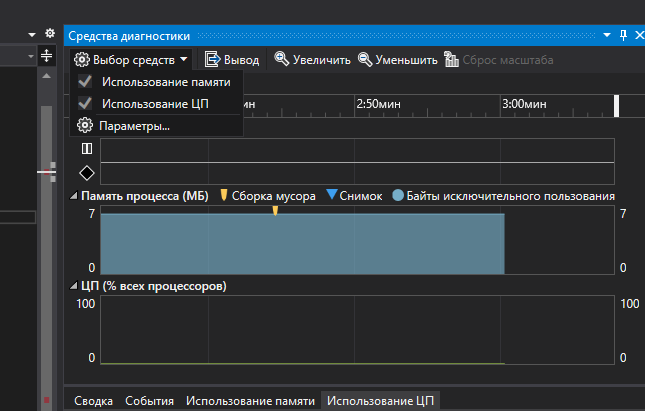 Средства диагностики
Выбор средств Вывод Увеличить Уменьшить Сброс масштаба
Использование памяти
Использование ЦП
Параметры...
мин 2:50мин 3:00мин
Память процесса (МБ) Сборка мусора Снимок Байты исключительного пользования
7 7
0 0
ЦП (% всех процессоров)
100 100
0 0
Сводка События Использование памяти Использование ЦП